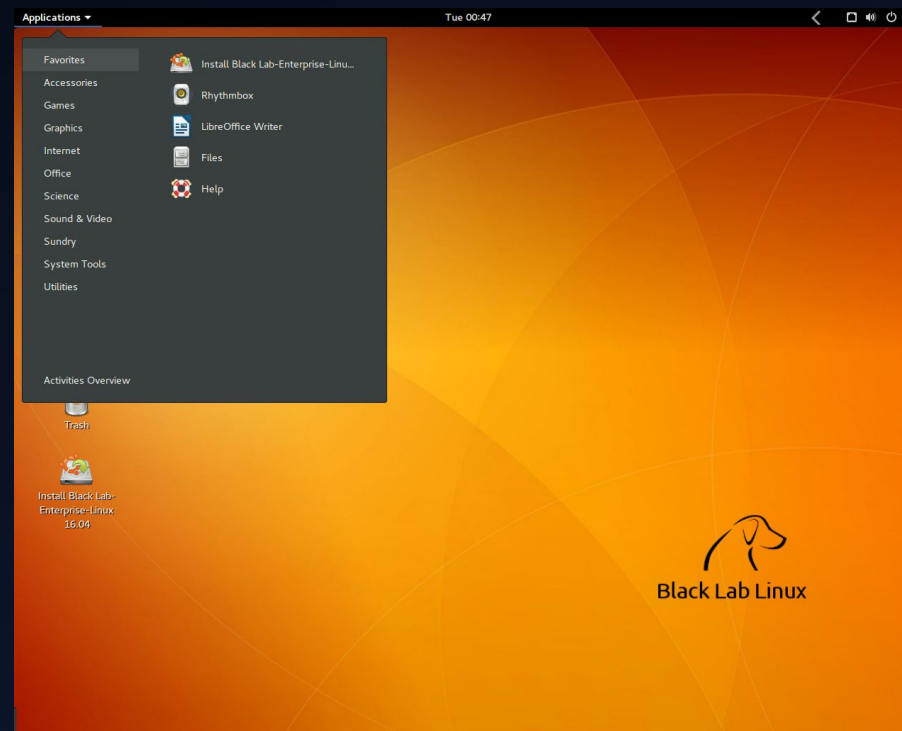 Applications
Tue 00:47
Favorites
Accessories
Games
Graphics
Internet
Office
Science
Sound & Video
Sundry
System Tools
Utilities
Activities Overview
Install Black Lab-Enterprise-Linu...
Rhythmbox
LibreOffice Writer
Files
Help
Trash
Install Black Lab-
Enterprise-Linux
16.04
Black Lab Linux